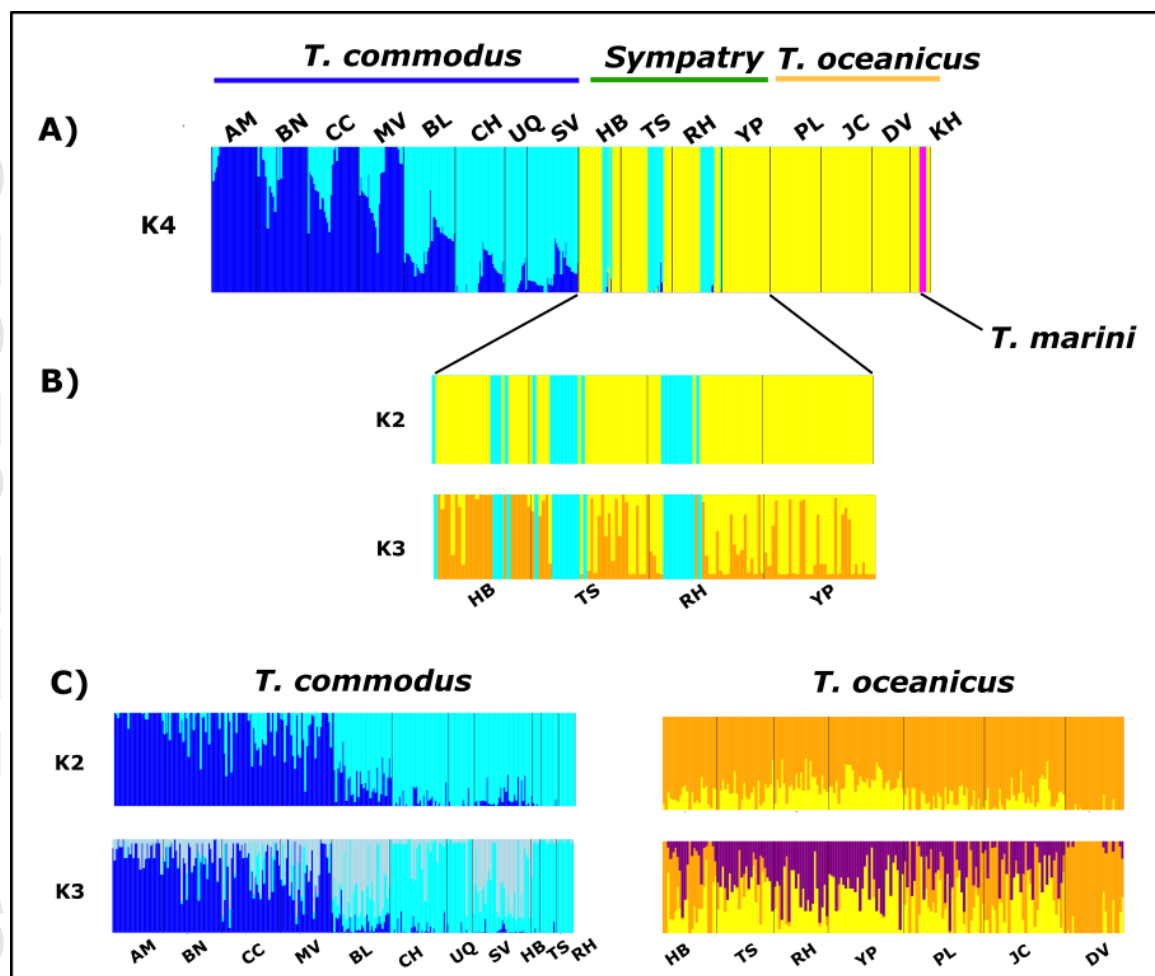 T. commodus Sympatry T. oceanicus
A)
AM BN CC MV BL CH UQ SV HB TS RH YP PL JC DV KH
K4
T. marini
B)
K2
K3
HB TS RH YP
C)
T. commodus T. oceanicus
K2
K3
AM BN CC MV BL CH UQ SV HB TS RH HB TS RH YP PL JC DV